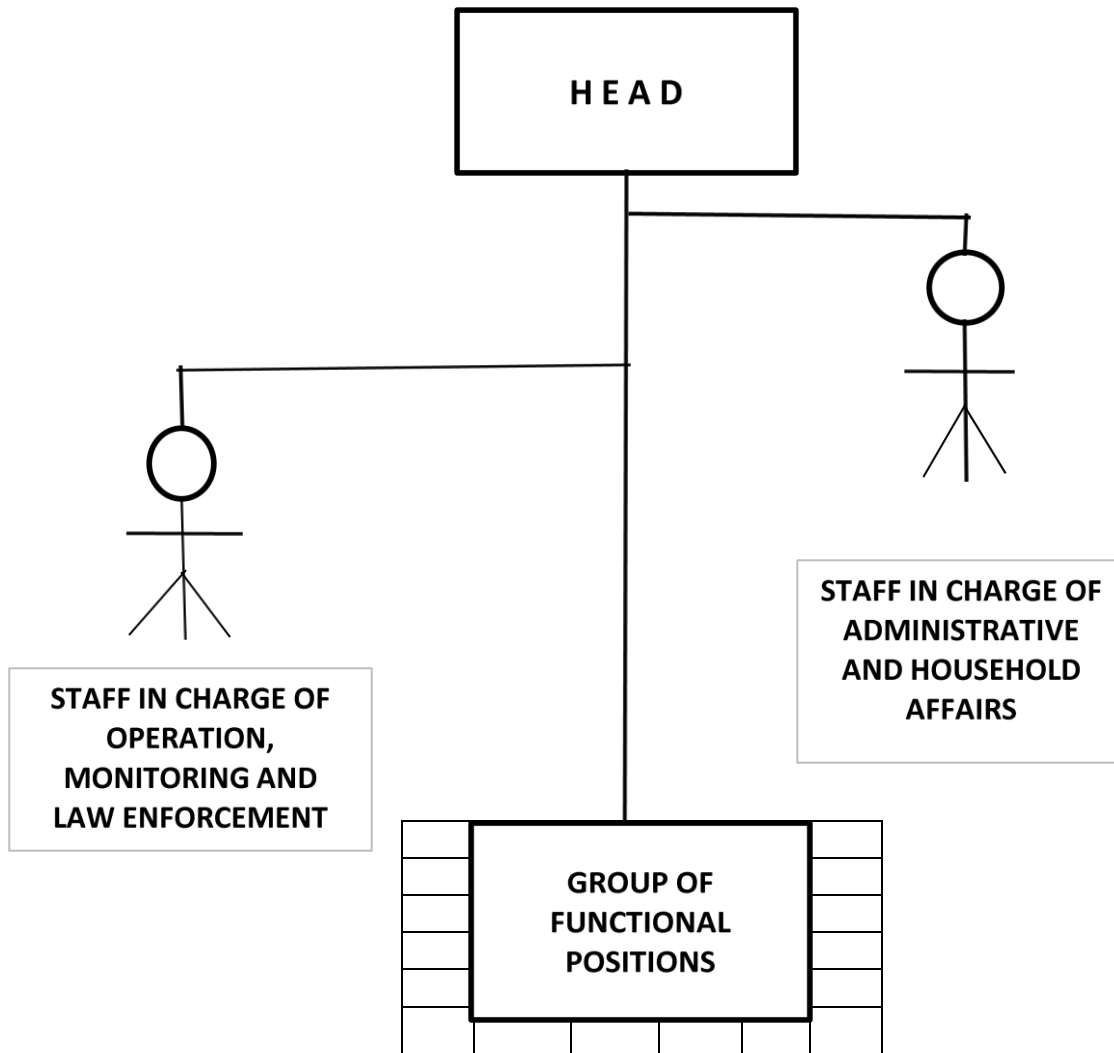 H E A D
STAFF IN CHARGE OF
ADMINISTRATIVE
AND HOUSEHOLD
AFFAIRS
STAFF IN CHARGE OF
OPERATION,
MONITORING AND
LAW ENFORCEMENT
GROUP OF
FUNCTIONAL
POSITIONS